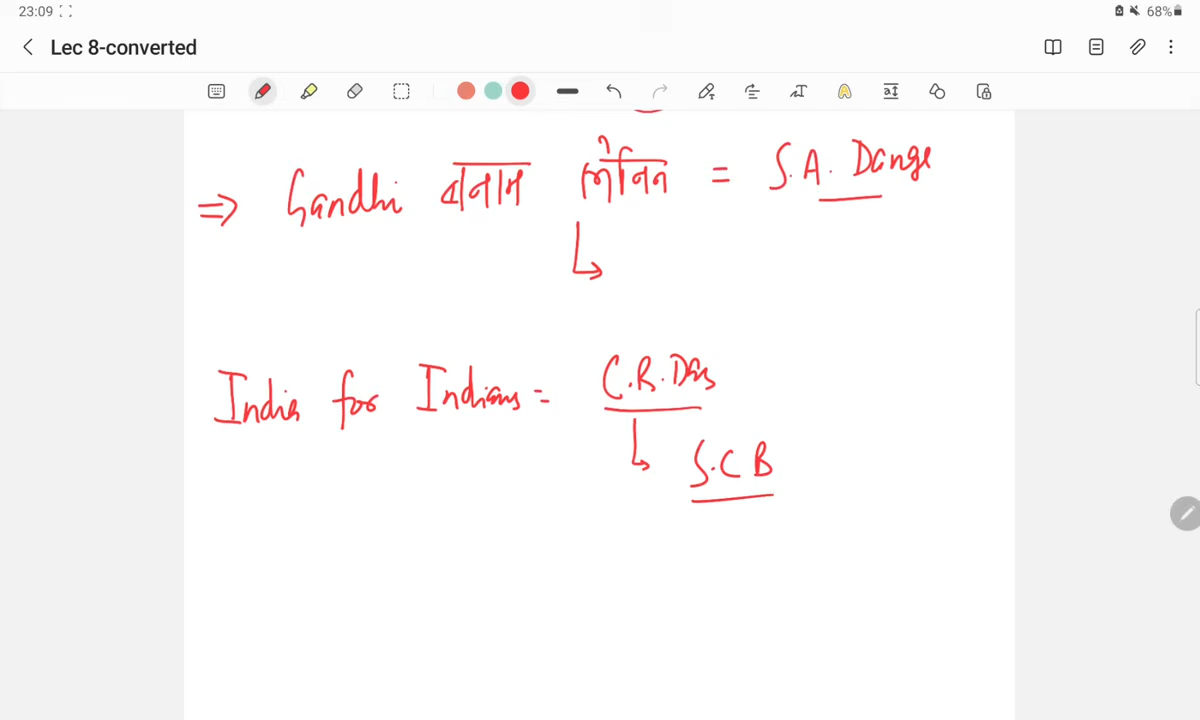 23:09
68%
Lec 8-converted
⇒ Gandhi बनाम लेनिन = S.A. Dange
India for Indians = C.R. Das
S.C B